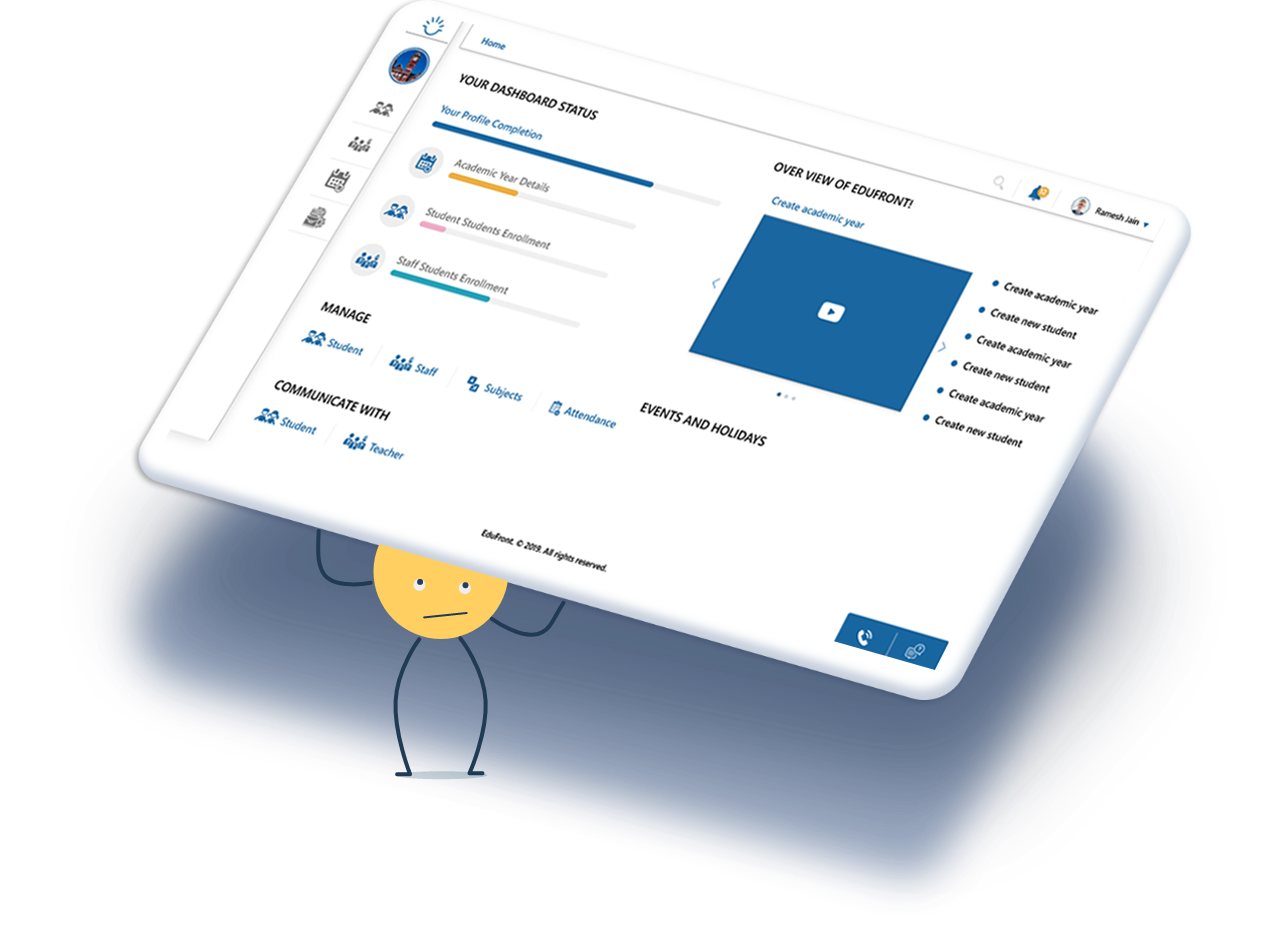 Home
Ramesh Jain
YOUR DASHBOARD STATUS
Your Profile Completion
Academic Year Details
Student Students Enrollment
Staff Students Enrollment
MANAGE
Student
Staff
Subjects
Attendance
COMMUNICATE WITH
Student
Teacher
OVER VIEW OF EDUFRONT!
Create academic year
Create academic year
Create new student
Create academic year
Create new student
Create academic year
Create new student
EVENTS AND HOLIDAYS
EduFront. © 2019. All rights reserved.